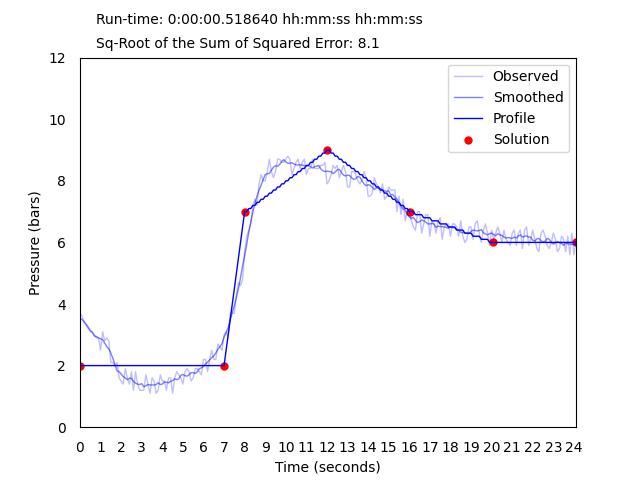 Run-time: 0:00:00.518640 hh:mm:ss hh:mm:ss
Sq-Root of the Sum of Squared Error: 8.1
Observed
Smoothed
Profile
Solution
12
10
8
6
4
2
0
Pressure (bars)
0 1 2 3 4 5 6 7 8 9 10 11 12 13 14 15 16 17 18 19 20 21 22 23 24
Time (seconds)